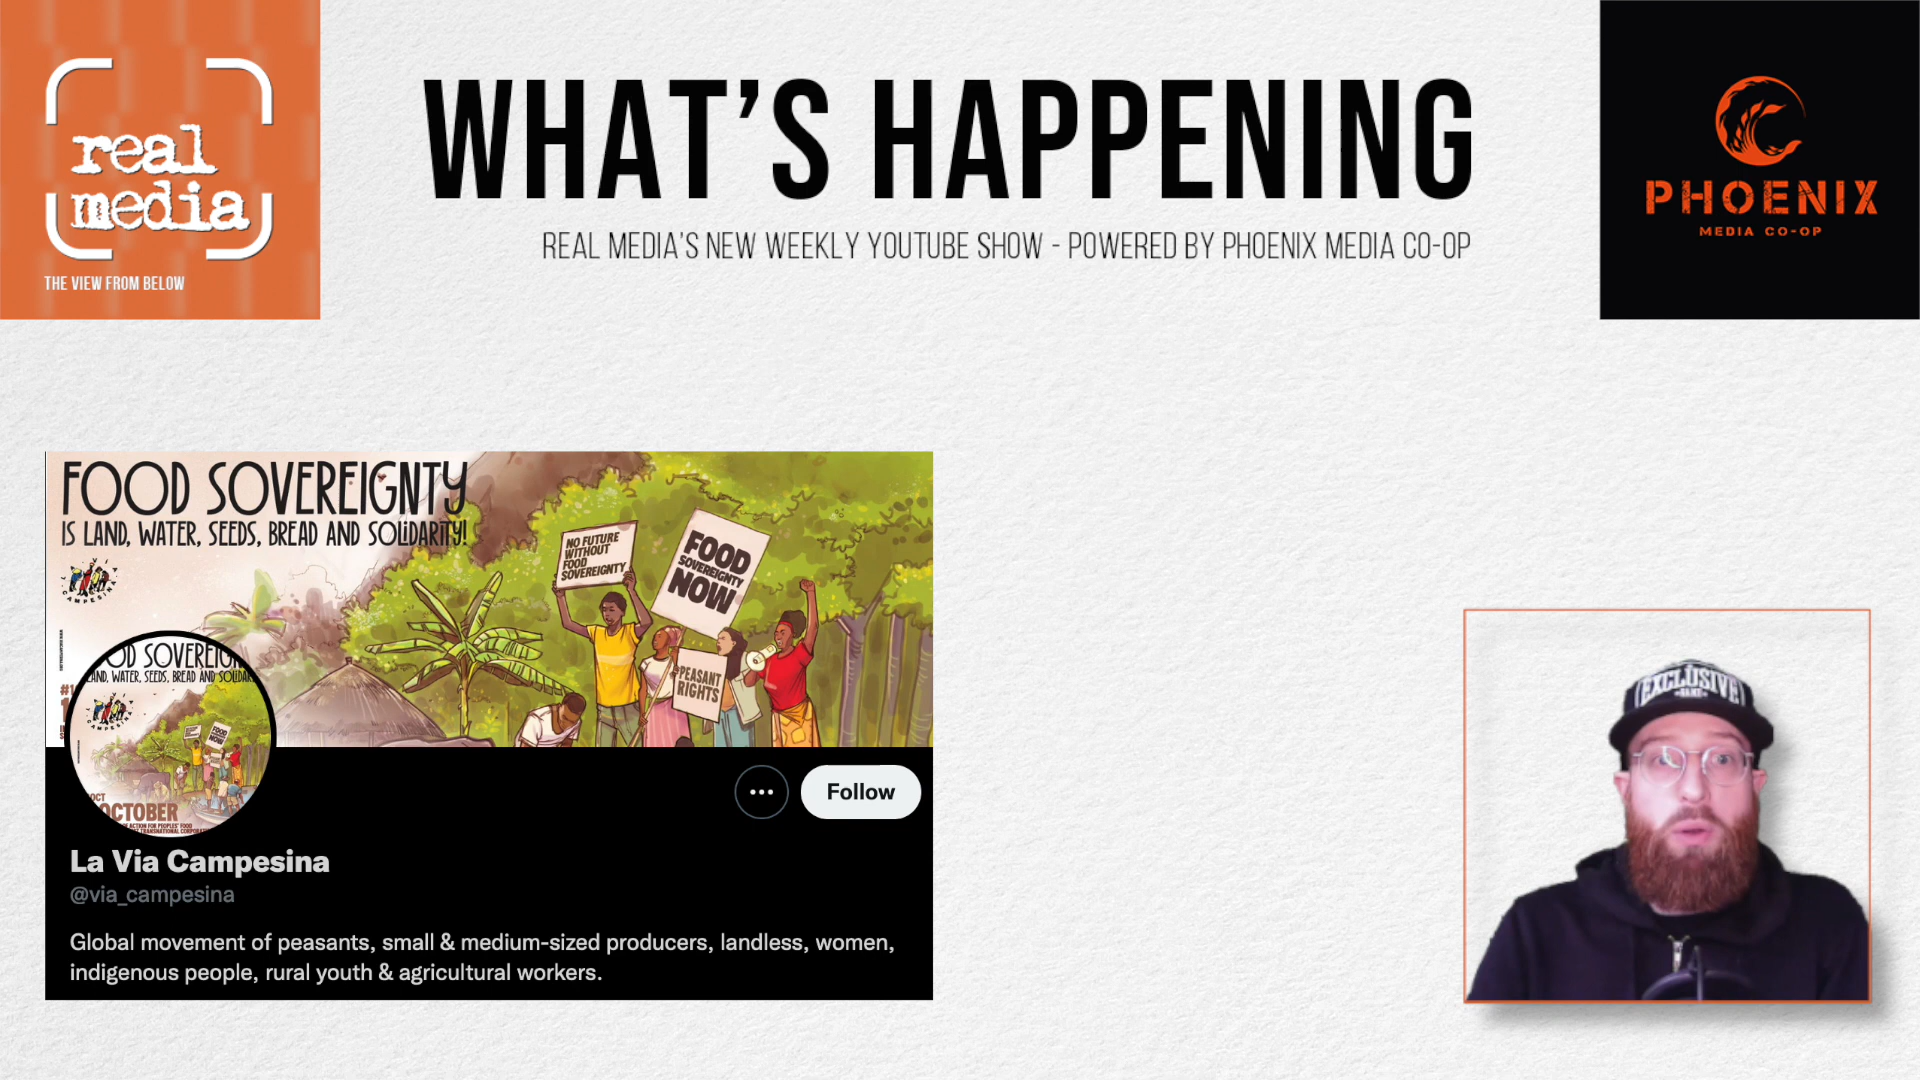 real
media
THE VIEW FROM BELOW
WHAT'S HAPPENING
REAL MEDIA'S NEW WEEKLY YOUTUBE SHOW - POWERED BY PHOENIX MEDIA CO-OP
PHOENIX
MEDIA CO-OP
FOOD SOVEREIGNTY
IS LAND, WATER, SEEDS, BREAD AND SOLIDARITY!
NO FUTURE
WITHOUT
FOOD
SOVEREIGNTY
FOOD
SOVEREIGNTY
NOW
PEASANT
RIGHTS
CAMPESINA
OCT
OCTOBER
Follow
La Via Campesina
@via_campesina
Global movement of peasants, small & medium-sized producers, landless, women,
indigenous people, rural youth & agricultural workers.
EXCLUSIVE